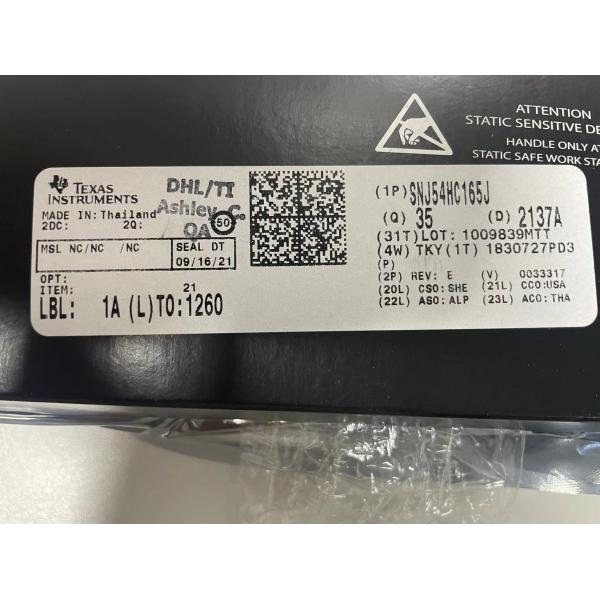 ATTENTION
STATIC SENSITIVE DE
HANDLE ONLY AT
STATIC SAFE WORK STA
TEXAS
INSTRUMENTS
MADE IN: Thailand
2DC: 2Q:
DHL/TI
Ashley C.
QA 50
MSL NC/NC /NC
SEAL DT
09/16/21
OPT:
ITEM: 21
LBL: 1A (L)TO:1260
(1P) SNJ54HC165J
(Q) 35 (D) 2137A
(31T)LOT: 1009839MTT
(4W) TKY(1T) 1830727PD3
(P)
(2P) REV: E (V) 0033317
(20L) CSO:SHE (21L) CCO:USA
(22L) ASO:ALP (23L) ACO:THA